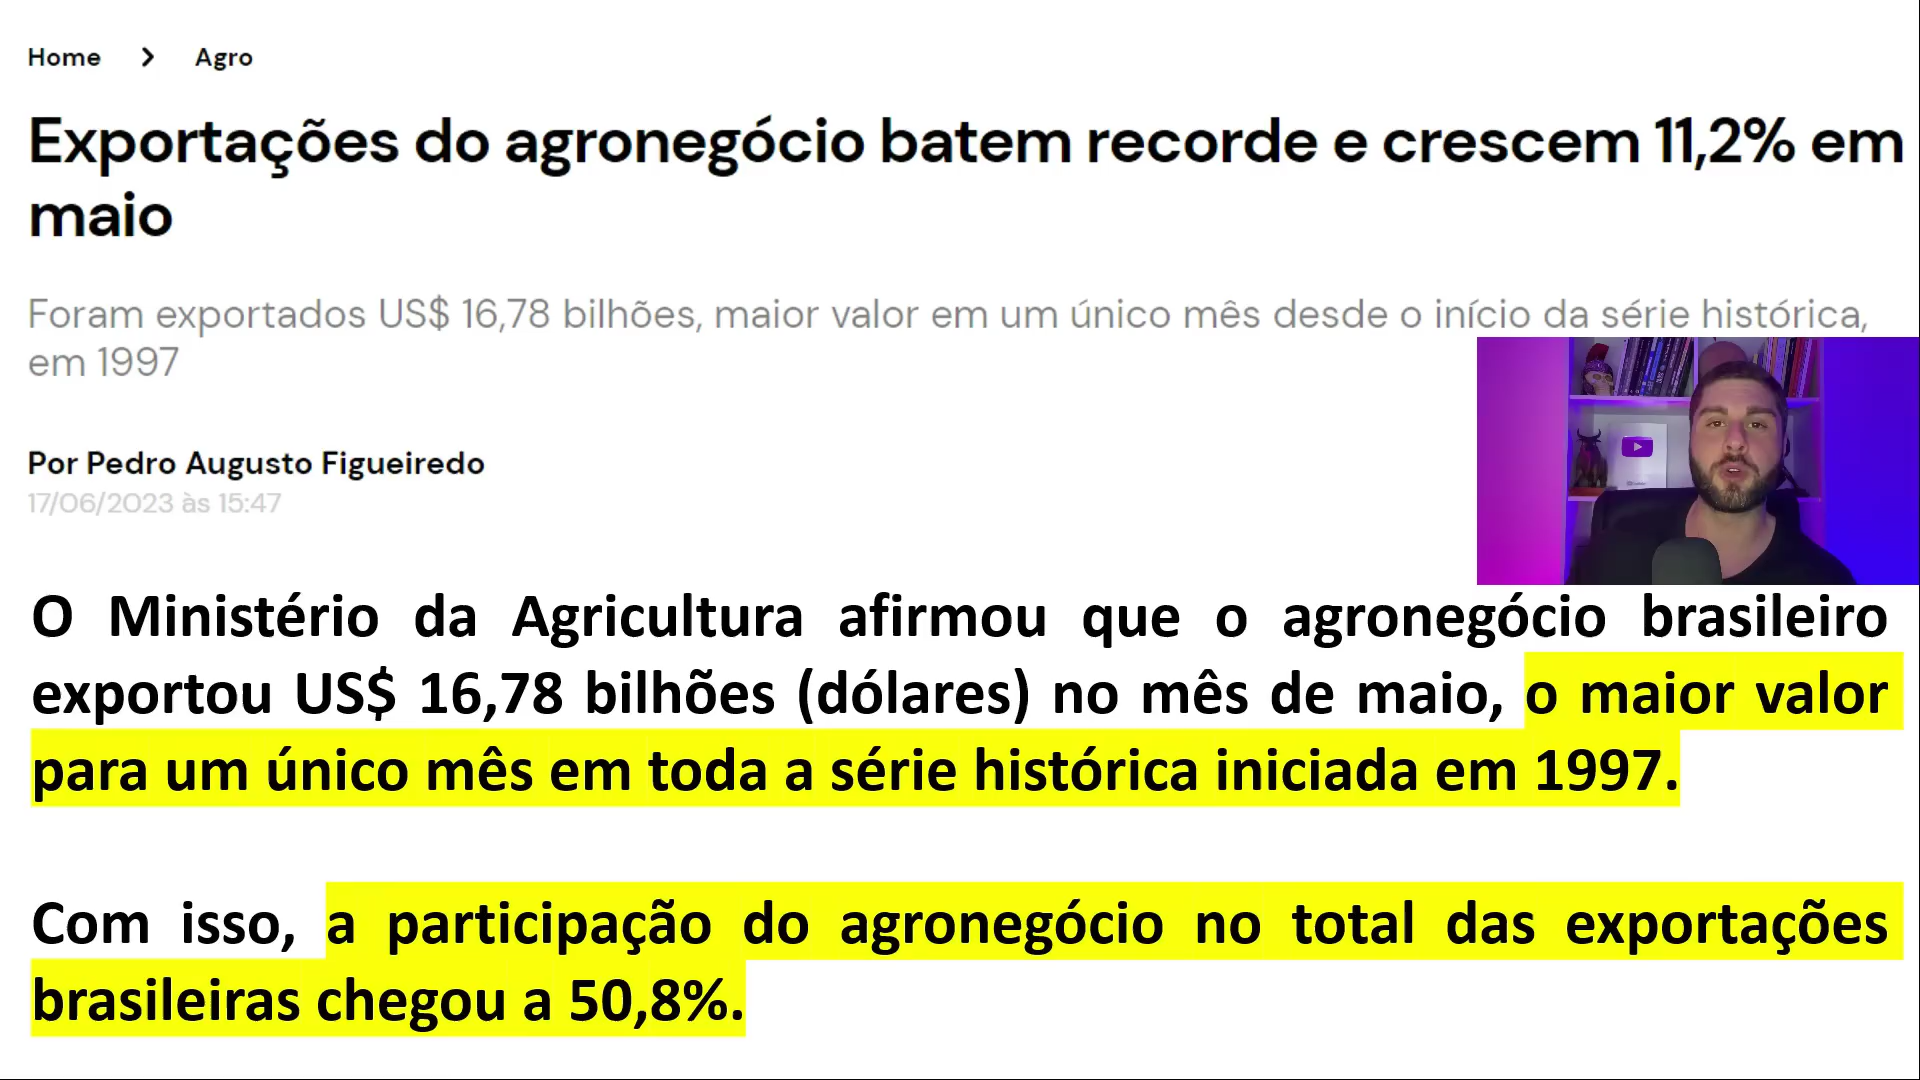 Home > Agro
Exportações do agronegócio batem recorde e crescem 11,2% em
maio
Foram exportados US$ 16,78 bilhões, maior valor em um único mês desde o início da série histórica,
em 1997
Por Pedro Augusto Figueiredo
17/06/2023 às 15:47
O Ministério da Agricultura afirmou que o agronegócio brasileiro
exportou US$ 16,78 bilhões (dólares) no mês de maio, o maior valor
para um único mês em toda a série histórica iniciada em 1997.
Com isso, a participação do agronegócio no total das exportações
brasileiras chegou a 50,8%.